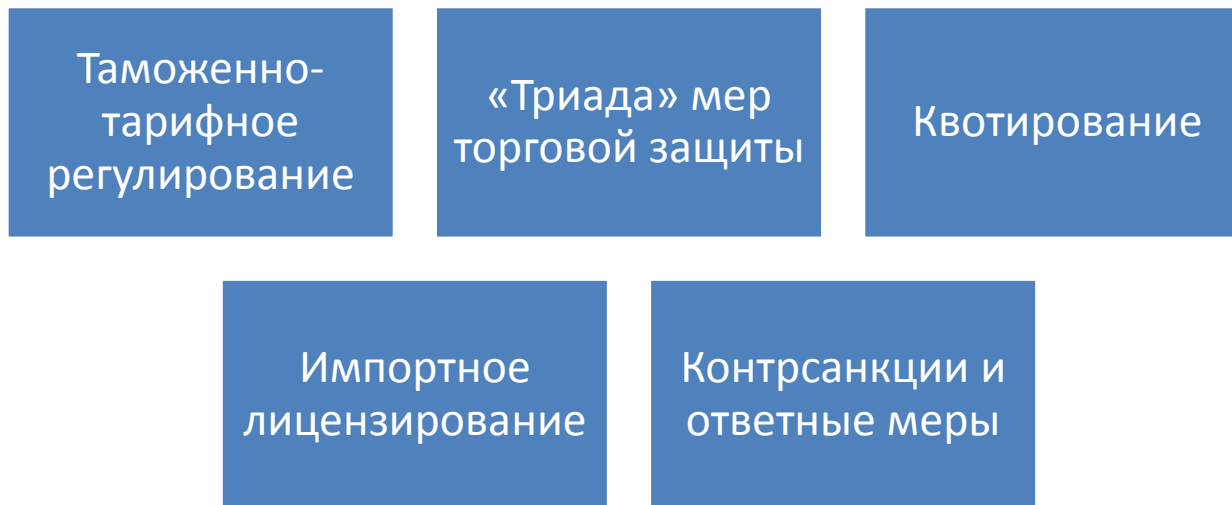 Таможенно-
тарифное
регулирование
«Триада» мер
торговой защиты
Квотирование
Импортное
лицензирование
Контрсанкции и
ответные меры